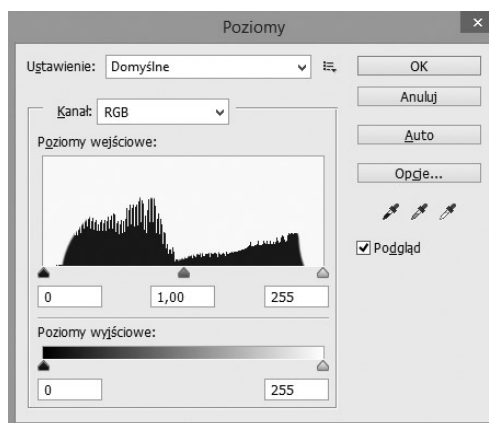 Poziomy
×
Ustawienie: Domyślne
OK
Anuluj
Auto
Opcje...
Podgląd
Kanał: RGB
Poziomy wejściowe:
0 1,00 255
Poziomy wyjściowe:
0 255